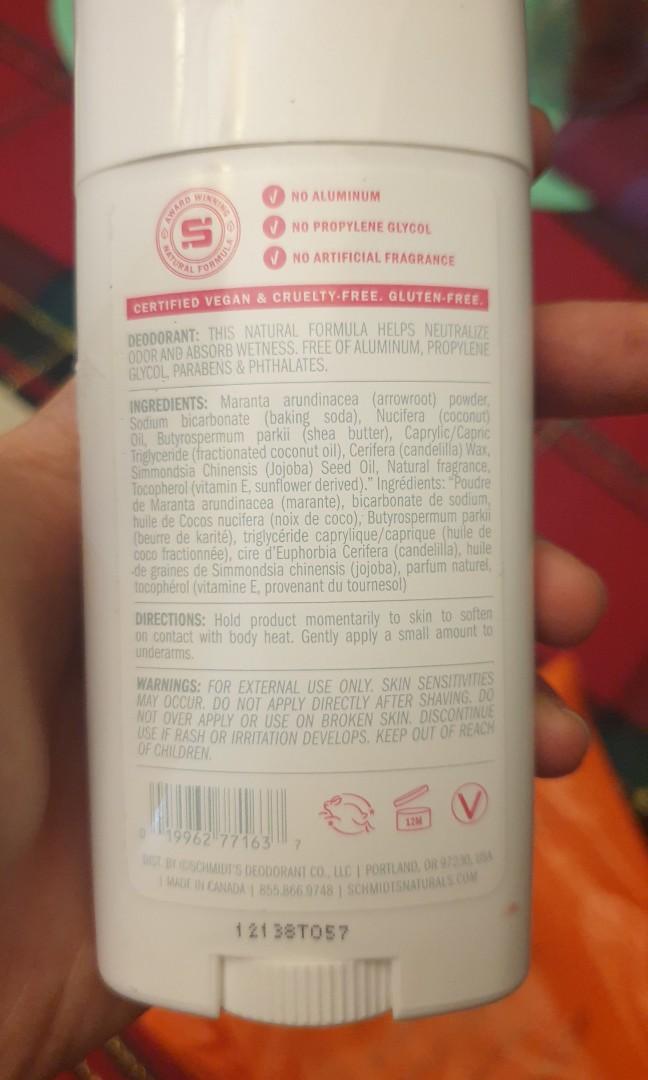 AWARD WINNING
S
NATURAL FORMULA
NO ALUMINUM
NO PROPYLENE GLYCOL
NO ARTIFICIAL FRAGRANCE
CERTIFIED VEGAN & CRUELTY-FREE. GLUTEN-FREE.
DEODORANT: THIS NATURAL FORMULA HELPS NEUTRALIZE
ODOR AND ABSORB WETNESS. FREE OF ALUMINUM, PROPYLENE
GLYCOL, PARABENS & PHTHALATES.
INGREDIENTS: Maranta arundinacea (arrowroot) powder,
Sodium bicarbonate (baking soda), Nucifera (coconut)
Oil, Butyrospermum parkii (shea butter), Caprylic/Capric
Triglyceride (fractionated coconut oil), Cerifera (candelilla) Wax,
Simmondsia Chinensis (Jojoba) Seed Oil, Natural fragrance,
Tocopherol (vitamin E, sunflower derived)." Ingrédients: "Poudre
de Maranta arundinacea (marante), bicarbonate de sodium,
huile de Cocos nucifera (noix de coco), Butyrospermum parkii
(beurre de karité), triglycéride caprylique/caprique (huile de
coco fractionnée), cire d'Euphorbia Cerifera (candelilla), huile
de graines de Simmondsia chinensis (jojoba), parfum naturel,
tocophérol (vitamine E, provenant du tournesol)
DIRECTIONS: Hold product momentarily to skin to soften
on contact with body heat. Gently apply a small amount to
underarms.
WARNINGS: FOR EXTERNAL USE ONLY. SKIN SENSITIVITIES
MAY OCCUR. DO NOT APPLY DIRECTLY AFTER SHAVING. DO
NOT OVER APPLY OR USE ON BROKEN SKIN. DISCONTINUE
USE IF RASH OR IRRITATION DEVELOPS. KEEP OUT OF REACH
OF CHILDREN.
0 19962 77163 7
12M
V
DIST. BY ©SCHMIDT'S DEODORANT CO., LLC | PORTLAND, OR 97230, USA
| MADE IN CANADA | 855.866.9748 | SCHMIDTSNATURALS.COM
12138T057